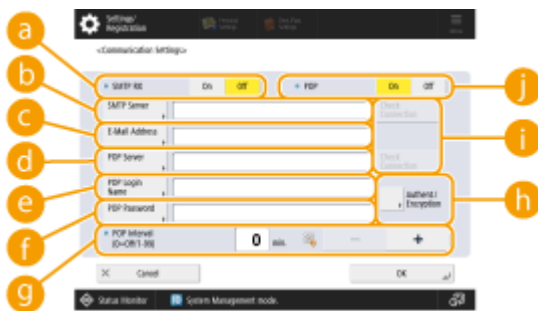 Settings/
Registration
<Communication Settings>
a
SMTP RX On Off
POP On Off
j
b
SMTP Server
Check
Connection
c
E-Mail Address
i
d
POP Server
Check
Connection
e
POP Login
Name
Authent./
Encryption
h
f
POP Password
g
POP Interval
(0=Off/1-99)
0 min. − +
× Cancel
OK
Status Monitor
System Management mode.